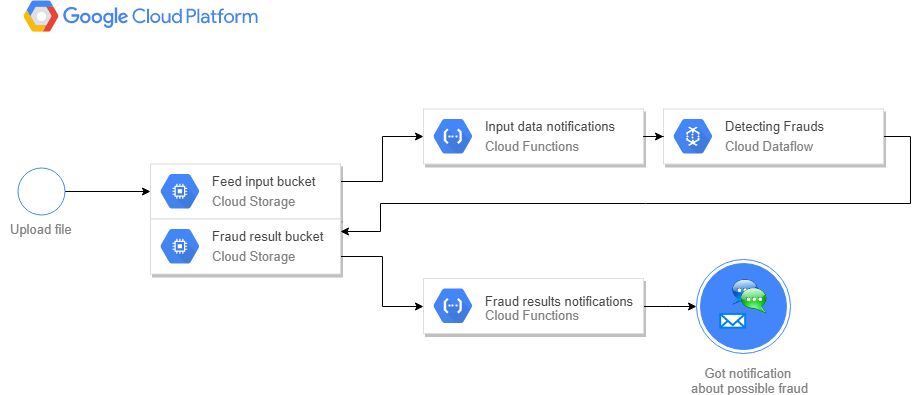 Google Cloud Platform
Input data notifications
Cloud Functions
Detecting Frauds
Cloud Dataflow
Feed input bucket
Cloud Storage
Upload file
Fraud result bucket
Cloud Storage
Fraud results notifications
Cloud Functions
Got notification
about possible fraud